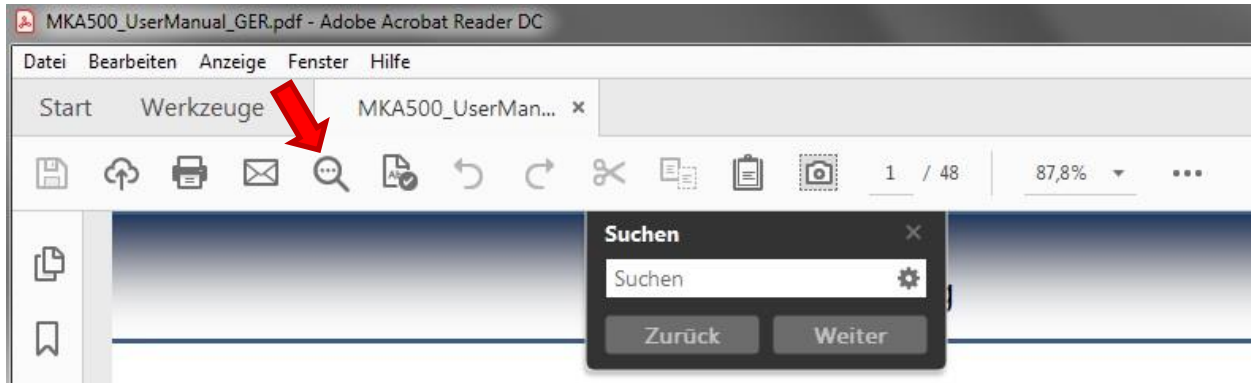 MKA500_UserManual_GER.pdf - Adobe Acrobat Reader DC
Datei Bearbeiten Anzeige Fenster Hilfe
Start Werkzeuge MKA500_UserMan... ×
1 / 48 87,8%
Suchen
Suchen
Zurück Weiter